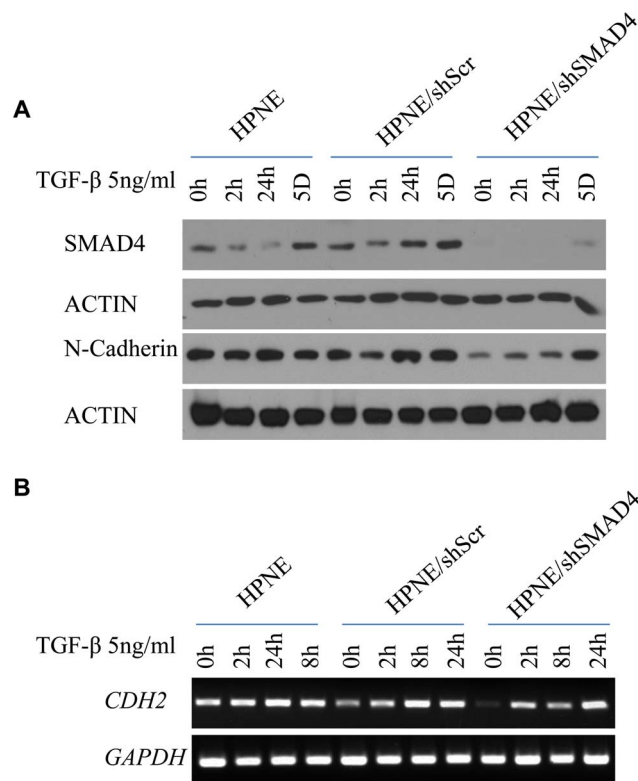 A
HPNE HPNE/shScr HPNE/shSMAD4
TGF-β 5ng/ml 0h 2h 24h 5D 0h 2h 24h 5D 0h 2h 24h 5D
SMAD4
ACTIN
N-Cadherin
ACTIN
B
HPNE HPNE/shScr HPNE/shSMAD4
TGF-β 5ng/ml 0h 2h 24h 8h 0h 2h 8h 24h 0h 2h 8h 24h
CDH2
GAPDH